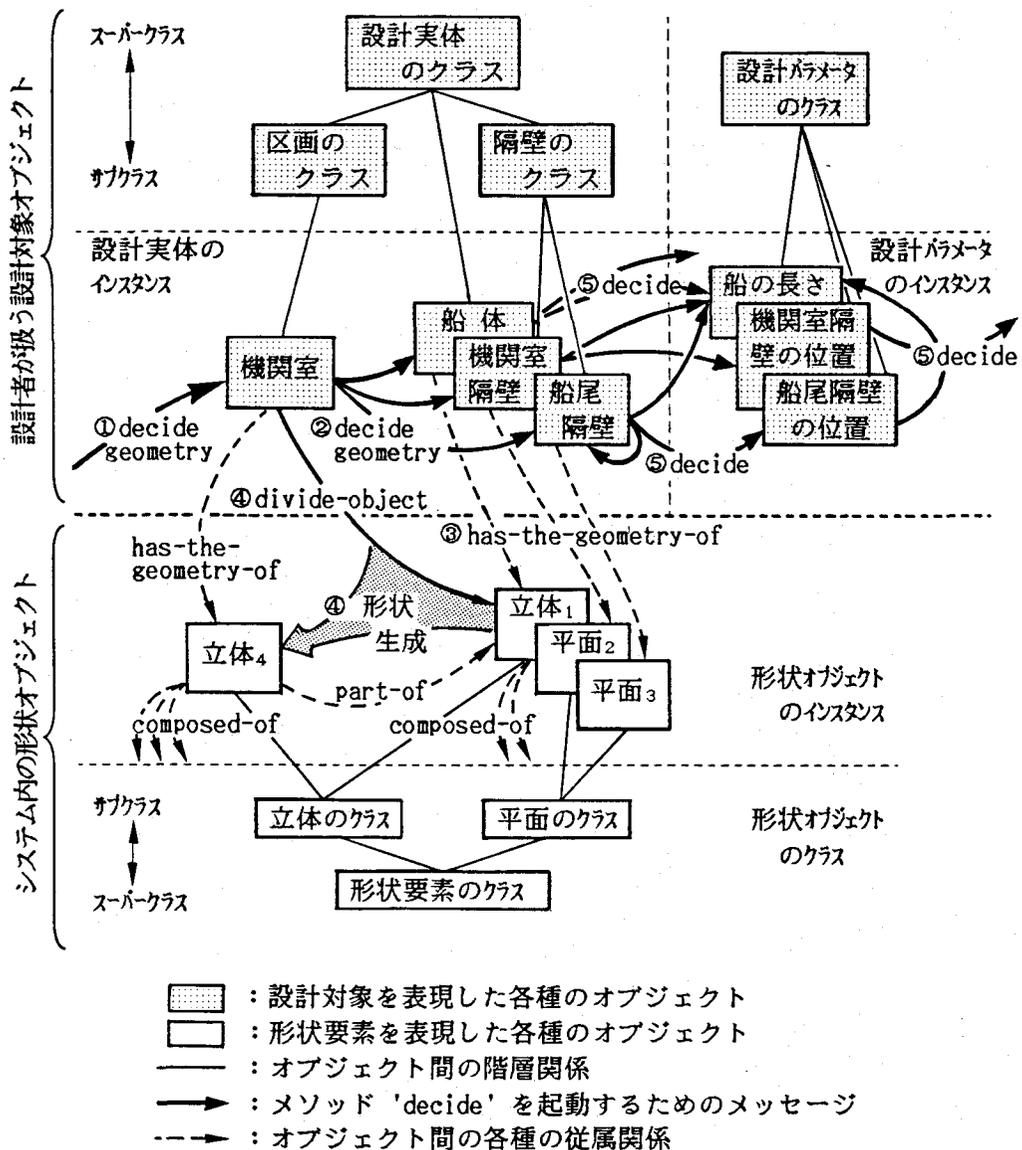 設計者が扱う設計対象オブジェクト
スーパークラス
サブクラス
設計実体
のクラス
区画の
クラス
隔壁の
クラス
設計パラメータ
のクラス
設計実体の
インスタンス
設計パラメータ
のインスタンス
船体
機関室
機関室
隔壁
船尾
隔壁
船の長さ
機関室隔
壁の位置
船尾隔壁
の位置
⑤decide
⑤decide
⑤decide
①decide
geometry
②decide
geometry
④divide-object
③has-the-geometry-of
システム内の形状オブジェクト
has-the-
geometry-of
④ 形状
生成
立体1
平面2
平面3
立体4
part-of
composed-of
composed-of
形状オブジェクト
のインスタンス
サブクラス
スーパークラス
立体のクラス
平面のクラス
形状要素のクラス
形状オブジェクト
のクラス
：設計対象を表現した各種のオブジェクト
：形状要素を表現した各種のオブジェクト
：オブジェクト間の階層関係
：メソッド 'decide' を起動するためのメッセージ
：オブジェクト間の各種の従属関係